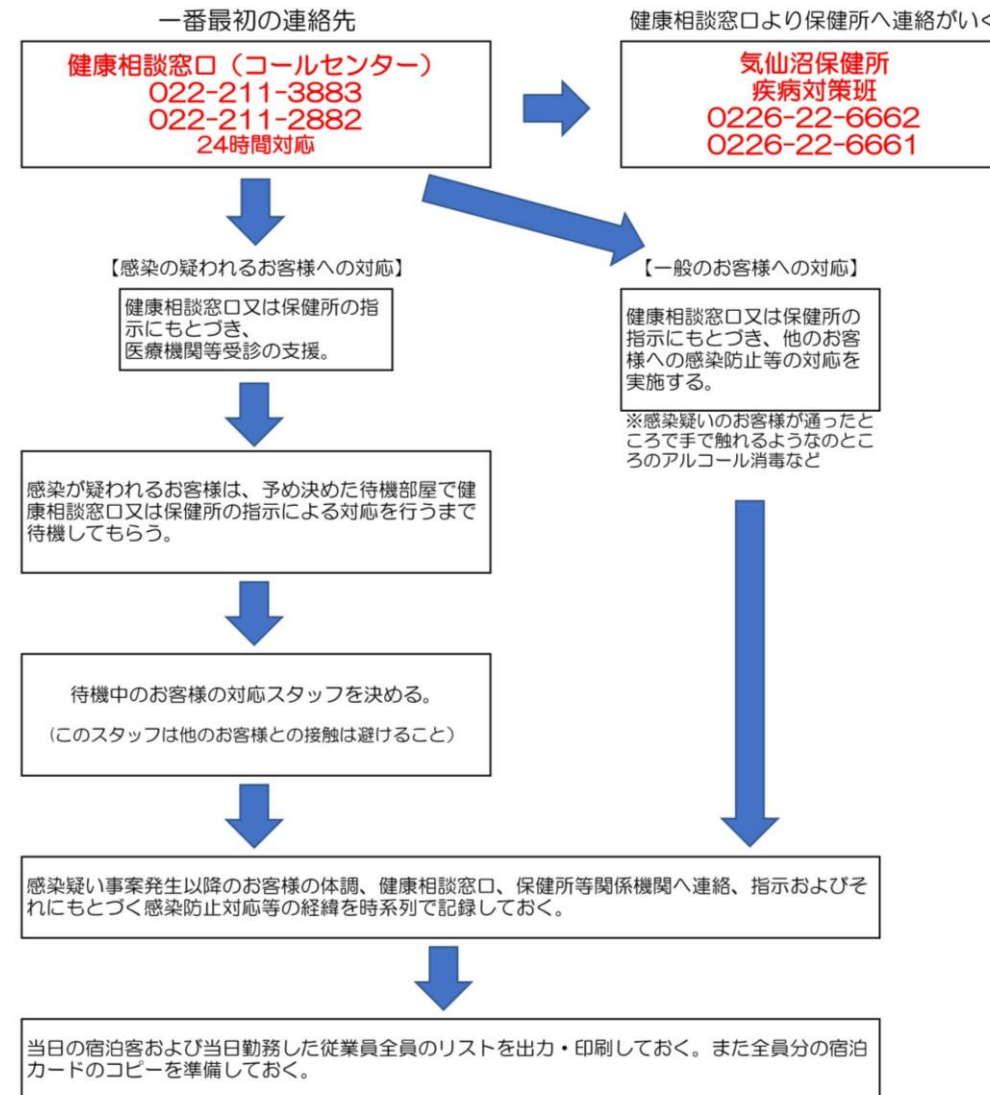 一番最初の連絡先
健康相談窓口（コールセンター）
022-211-3883
022-211-2882
24時間対応
健康相談窓口より保健所へ連絡がいく
気仙沼保健所
疾病対策班
0226-22-6662
0226-22-6661
【感染の疑われるお客様への対応】
健康相談窓口又は保健所の指
示にもとづき、
医療機関等受診の支援。
【一般のお客様への対応】
健康相談窓口又は保健所の
指示にもとづき、他のお客
様への感染防止等の対応を
実施する。
※感染疑いのお客様が通ったと
ころで手で触れるようなのとこ
ろのアルコール消毒など
感染が疑われるお客様は、予め決めた待機部屋で健
康相談窓口又は保健所の指示による対応を行うまで
待機してもらう。
待機中のお客様の対応スタッフを決める。
(このスタッフは他のお客様との接触は避けること）
感染疑い事案発生以降のお客様の体調、健康相談窓口、保健所等関係機関へ連絡、指示およびそ
れにもとづく感染防止対応等の経緯を時系列で記録しておく。
当日の宿泊客および当日勤務した従業員全員のリストを出力・印刷しておく。また全員分の宿泊
カードのコピーを準備しておく。